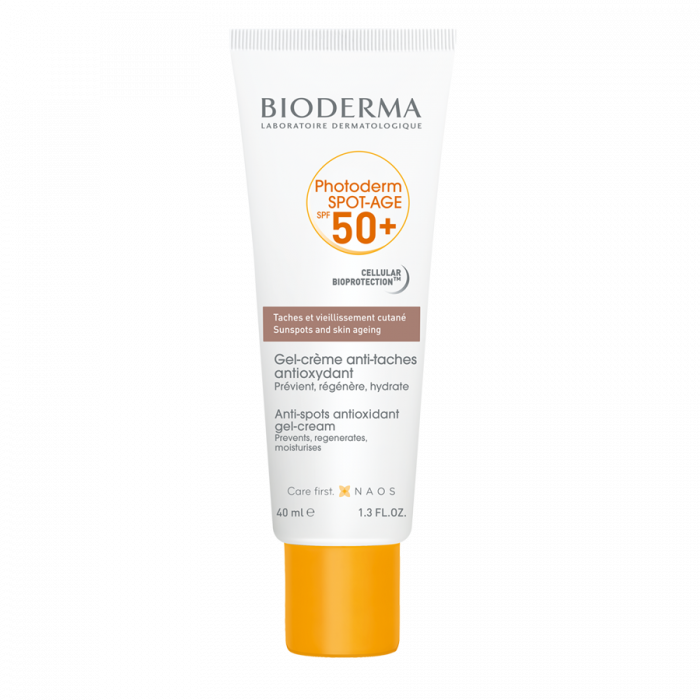 BIODERMA
LABORATOIRE DERMATOLOGIQUE
Photoderm
SPOT-AGE
SPF 50+
CELLULAR
BIOPROTECTION™
Taches et vieillissement cutané
Sunspots and skin ageing
Gel-crème anti-taches
antioxydant
Prévient, régénère, hydrate
Anti-spots antioxidant
gel-cream
Prevents, regenerates,
moisturises
Care first. NAOS
40 ml ℮ 1.3 FL.OZ.